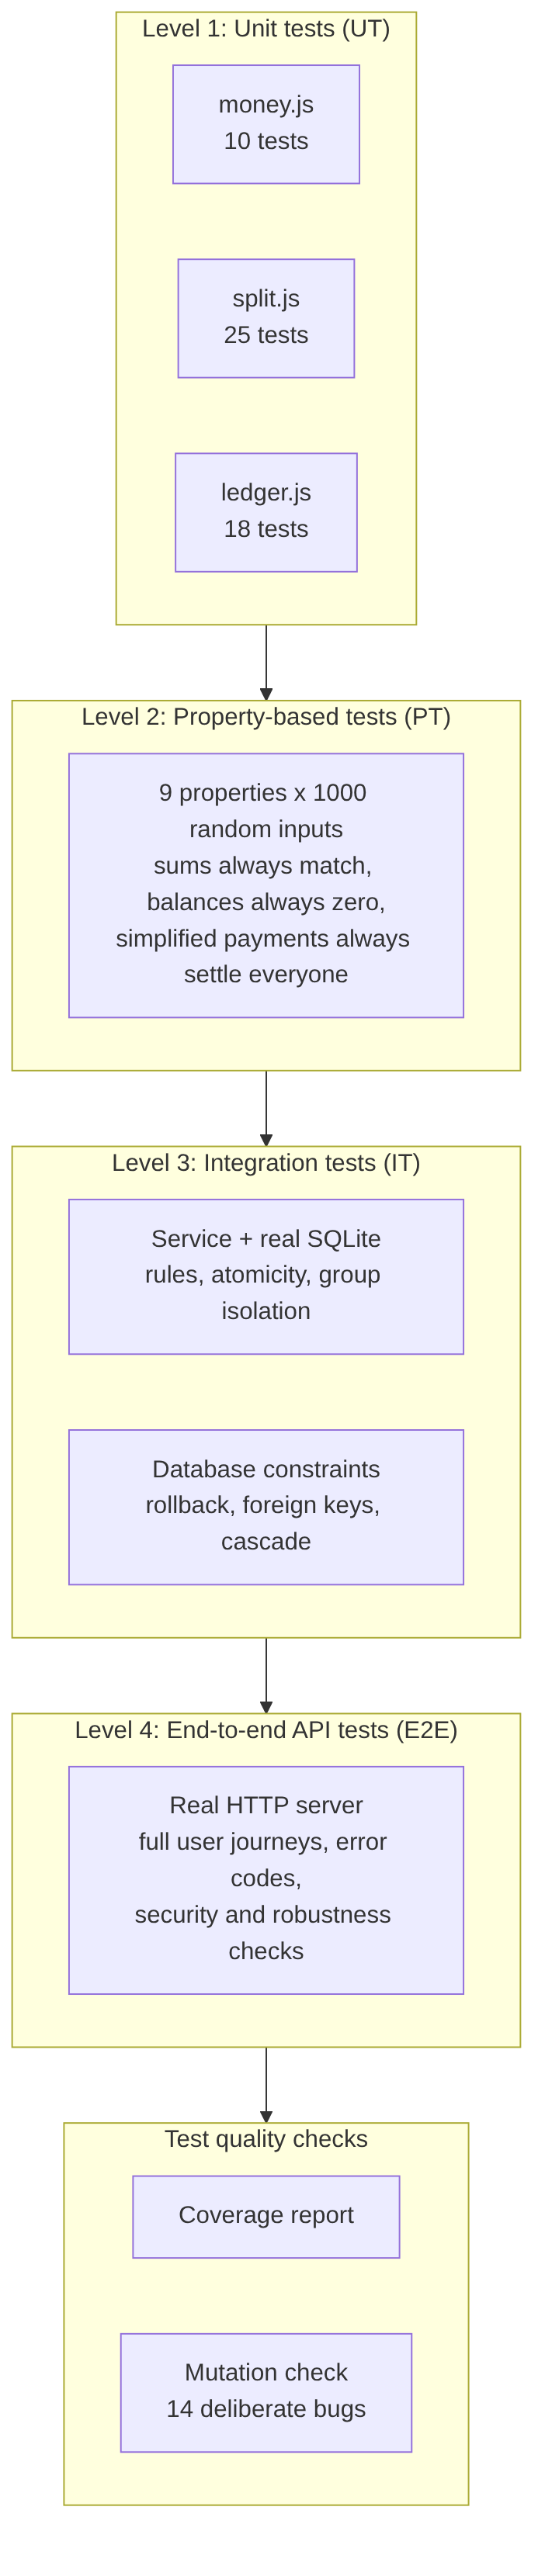 Level 1: Unit tests (UT)
money.js
10 tests
split.js
25 tests
ledger.js
18 tests
Level 2: Property-based tests (PT)
9 properties x 1000
random inputs
sums always match,
balances always zero,
simplified payments always
settle everyone
Level 3: Integration tests (IT)
Service + real SQLite
rules, atomicity, group
isolation
Database constraints
rollback, foreign keys,
cascade
Level 4: End-to-end API tests (E2E)
Real HTTP server
full user journeys, error
codes,
security and robustness
checks
Test quality checks
Coverage report
Mutation check
14 deliberate bugs